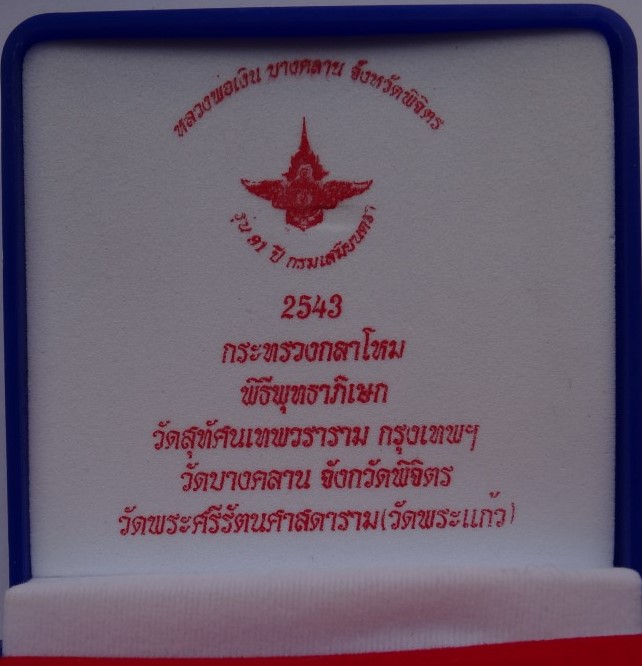 หลวงพ่อเงิน บางคลาน จังหวัดพิจิตร
รุ่น ๙๑ ปี กรมเสมียนตรา
2543
กระทรวงกลาโหม
พิธีพุทธาภิเษก
วัดสุทัศนเทพวราราม กรุงเทพฯ
วัดบางคลาน จังกวัดพิจิตร
วัดพระศรีรัตนศาสดาราม(วัดพระแก้ว)